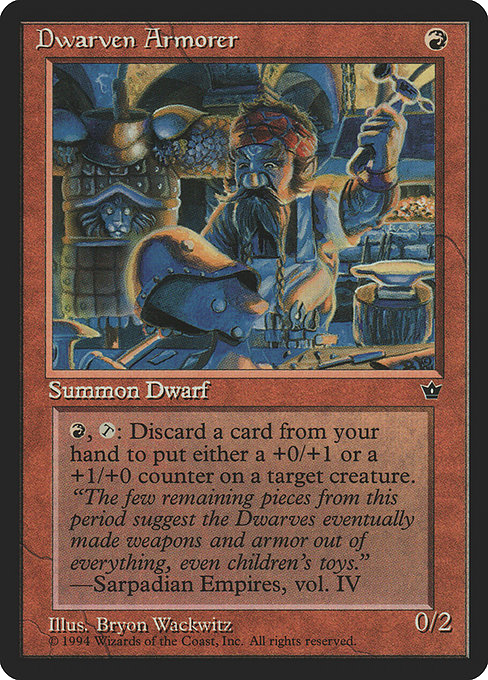 Dwarven Armorer
Summon Dwarf
, : Discard a card from your
hand to put either a +0/+1 or a
+1/+0 counter on a target creature.
"The few remaining pieces from this
period suggest the Dwarves eventually
made weapons and armor out of
everything, even children's toys."
—Sarpadian Empires, vol. IV
Illus. Bryon Wackwitz
0/2
© 1994 Wizards of the Coast, Inc. All rights reserved.